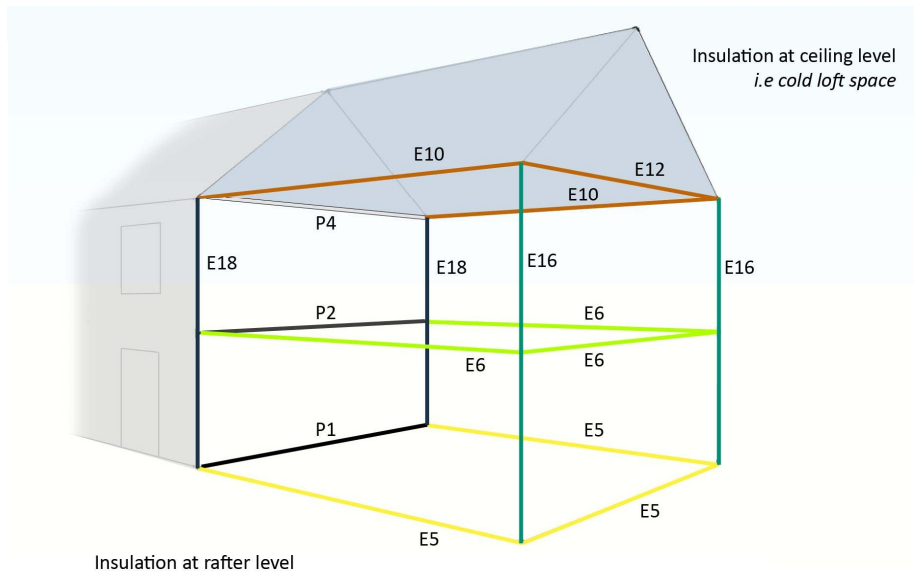 Insulation at ceiling level
i.e cold loft space
E10
E12
E10
P4
E18
E18
E16
E16
P2
E6
E6
E6
P1
E5
E5
E5
Insulation at rafter level